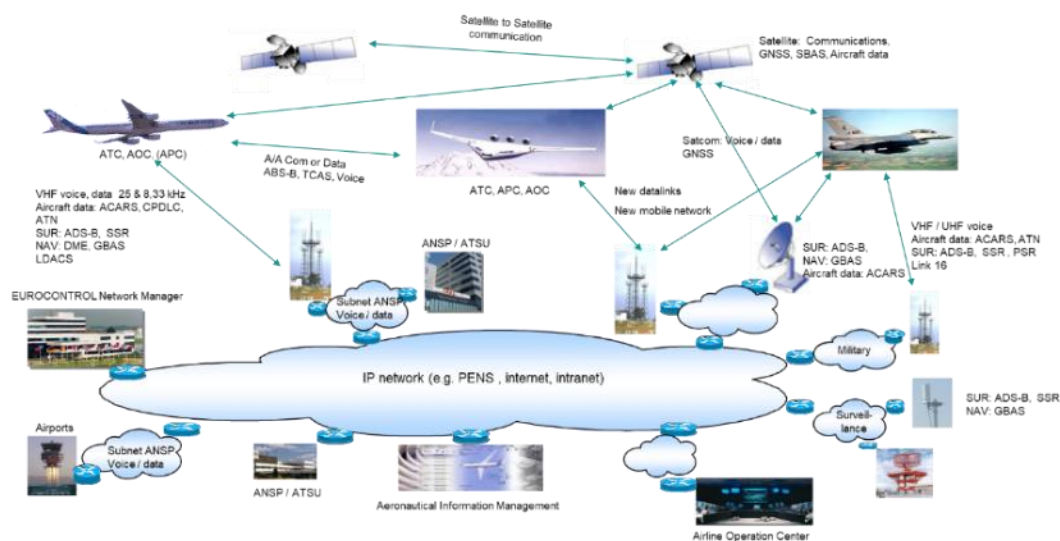 Satellite to Satellite
communication
Satellite: Communications,
GNSS, SBAS, Aircraft data
ATC, AOC, (APC)
A/A Com or Data
ABS-B, TCAS, Voice
ATC, APC, AOC
Satcom: Voice / data
GNSS
VHF voice, data 25 & 8,33 kHz
Aircraft data: ACARS, CPDLC,
ATN
SUR: ADS-B, SSR
NAV: DME, GBAS
LDACS
New datalinks
New mobile network
SUR: ADS-B,
NAV: GBAS
Aircraft data: ACARS
VHF / UHF voice
Aircraft data: ACARS, ATN
SUR: ADS-B, SSR, PSR
Link 16
ANSP / ATSU
EUROCONTROL Network Manager
Subnet ANSP
Voice / data
Military
IP network (e.g. PENS , internet, intranet)
SUR: ADS-B, SSR
NAV: GBAS
Surveil-
lance
Airports
Subnet ANSP
Voice / data
ANSP / ATSU
Aeronautical Information Management
Airline Operation Center